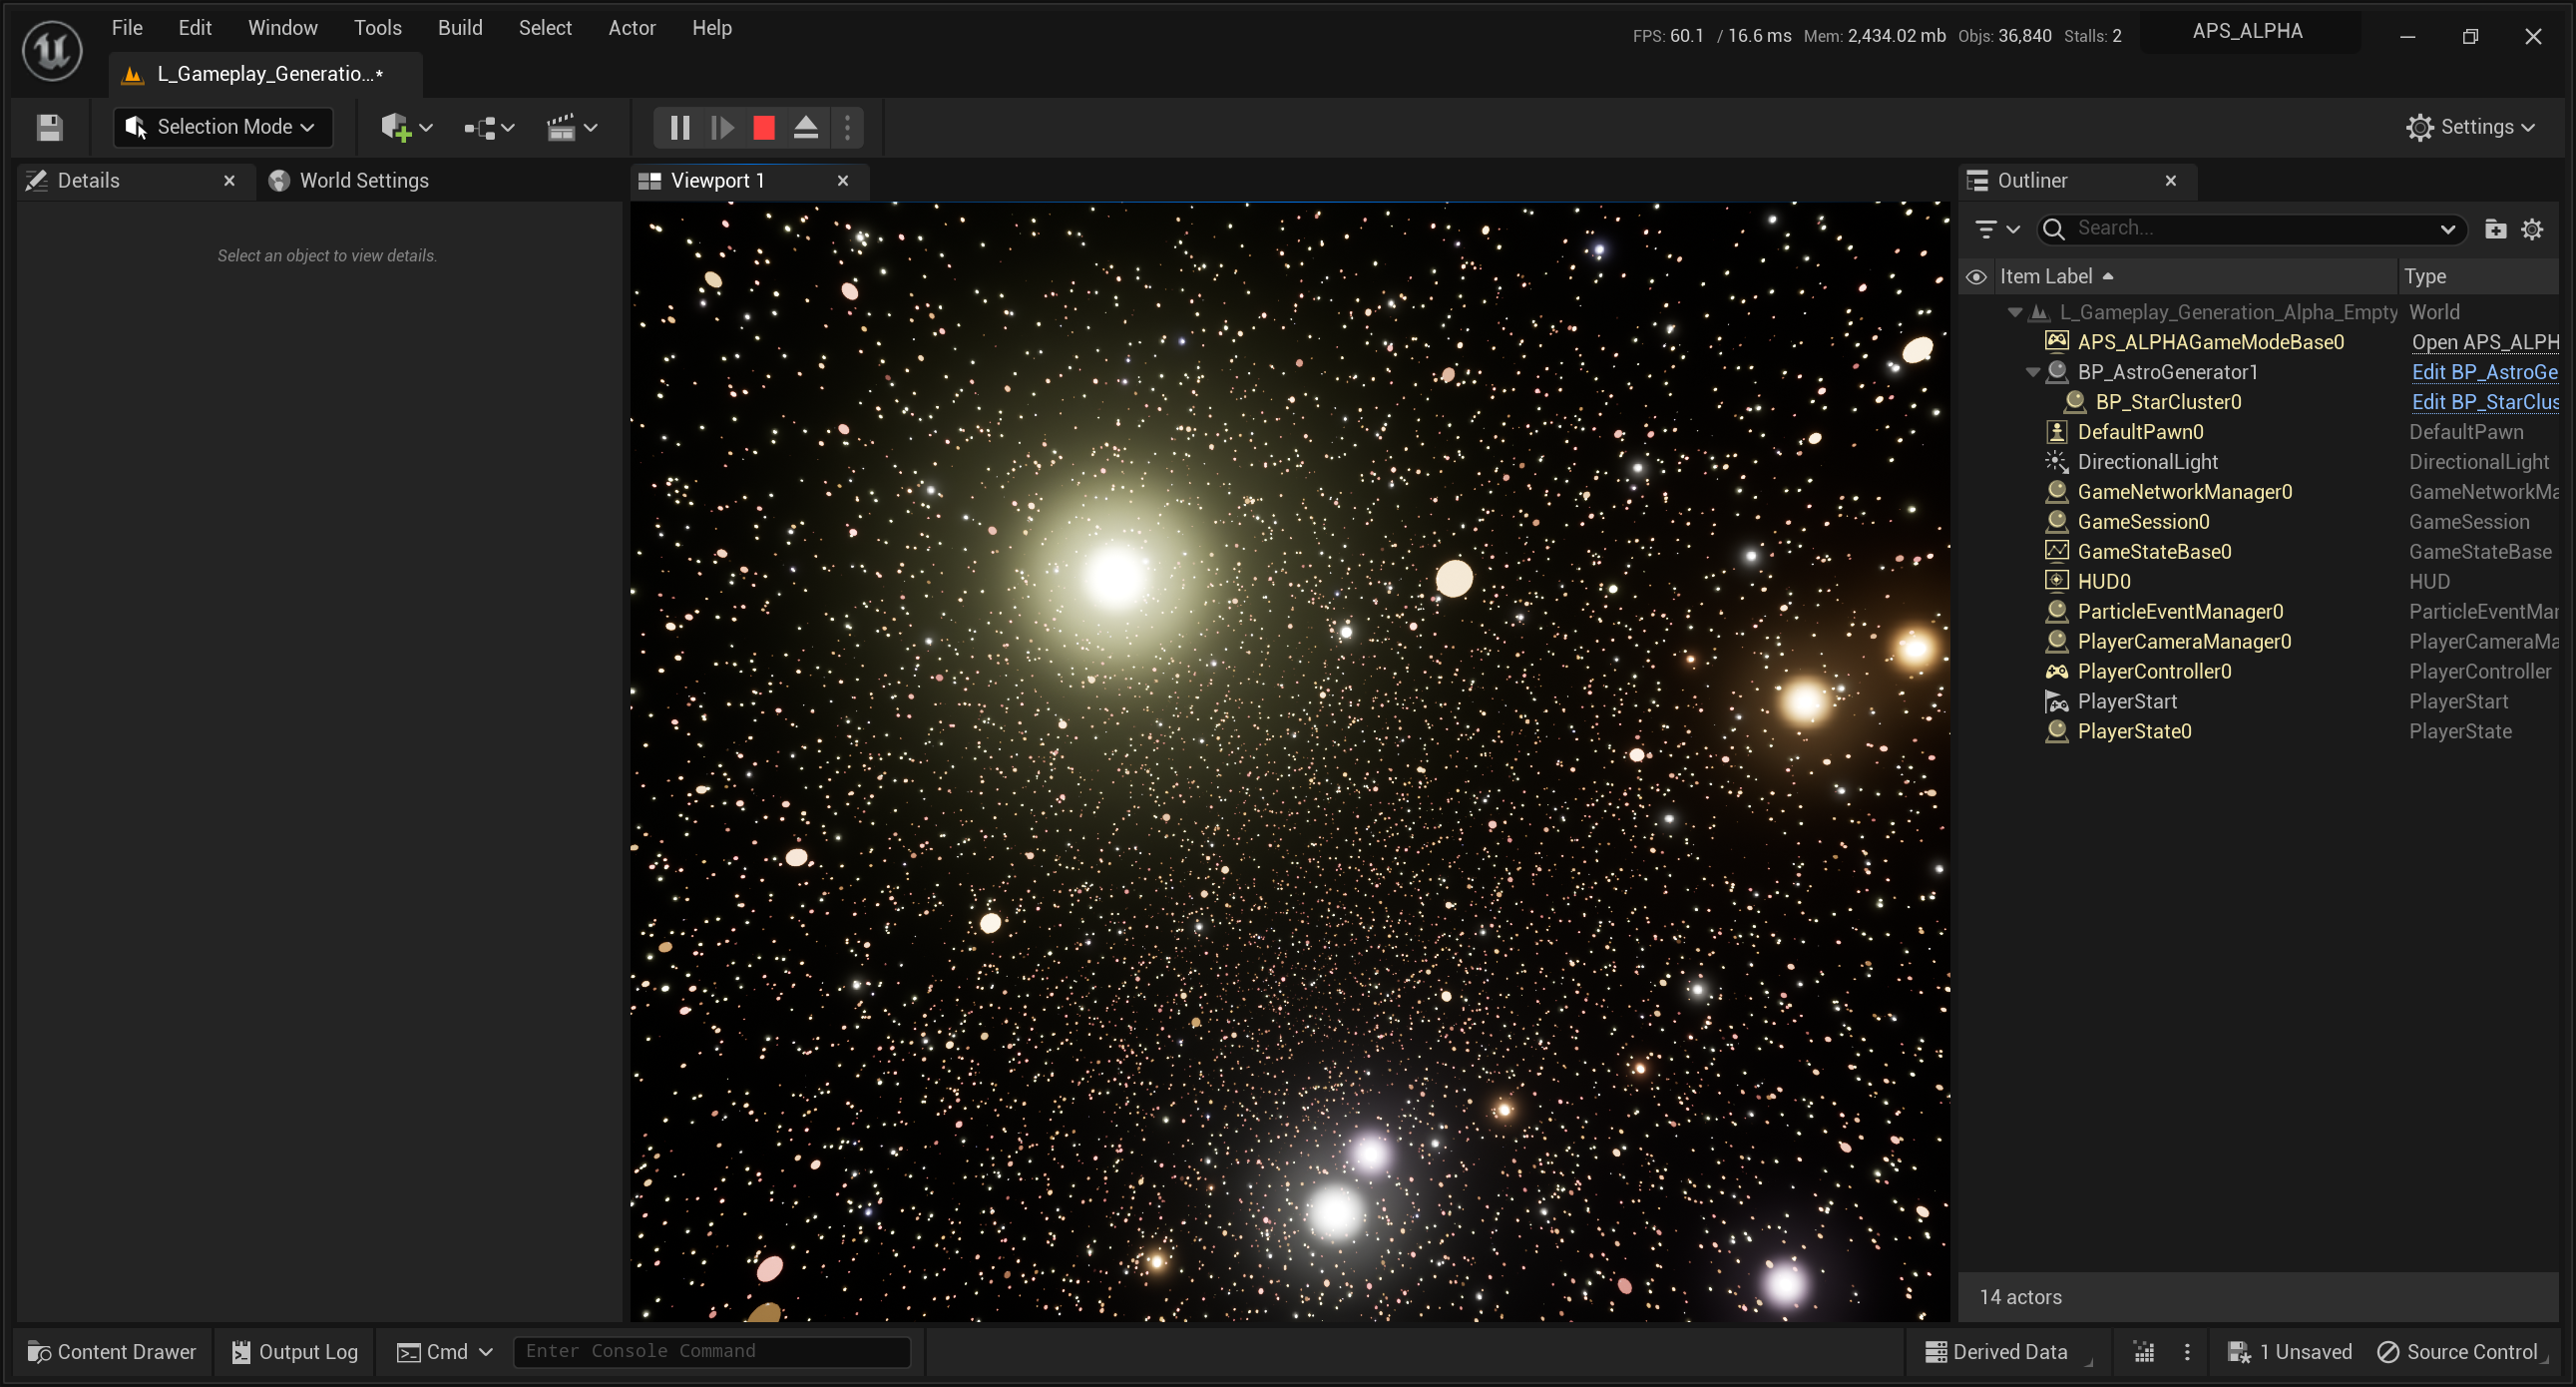 File Edit Window Tools Build Select Actor Help
FPS: 60.1 / 16.6 ms Mem: 2,434.02 mb Objs: 36,840 Stalls: 2
APS_ALPHA
L_Gameplay_Generatio...*
Selection Mode
Settings
Details
World Settings
Viewport 1
Outliner
Select an object to view details.
Search...
Item Label Type
L_Gameplay_Generation_Alpha_Empty World
APS_ALPHAGameModeBase0 Open APS_ALPH
BP_AstroGenerator1 Edit BP_AstroGe
BP_StarCluster0 Edit BP_StarClus
DefaultPawn0 DefaultPawn
DirectionalLight DirectionalLight
GameNetworkManager0 GameNetworkMa
GameSession0 GameSession
GameStateBase0 GameStateBase
HUD0 HUD
ParticleEventManager0 ParticleEventMan
PlayerCameraManager0 PlayerCameraMa
PlayerController0 PlayerController
PlayerStart PlayerStart
PlayerState0 PlayerState
14 actors
Content Drawer
Output Log
Cmd
Enter Console Command
Derived Data
1 Unsaved
Source Control